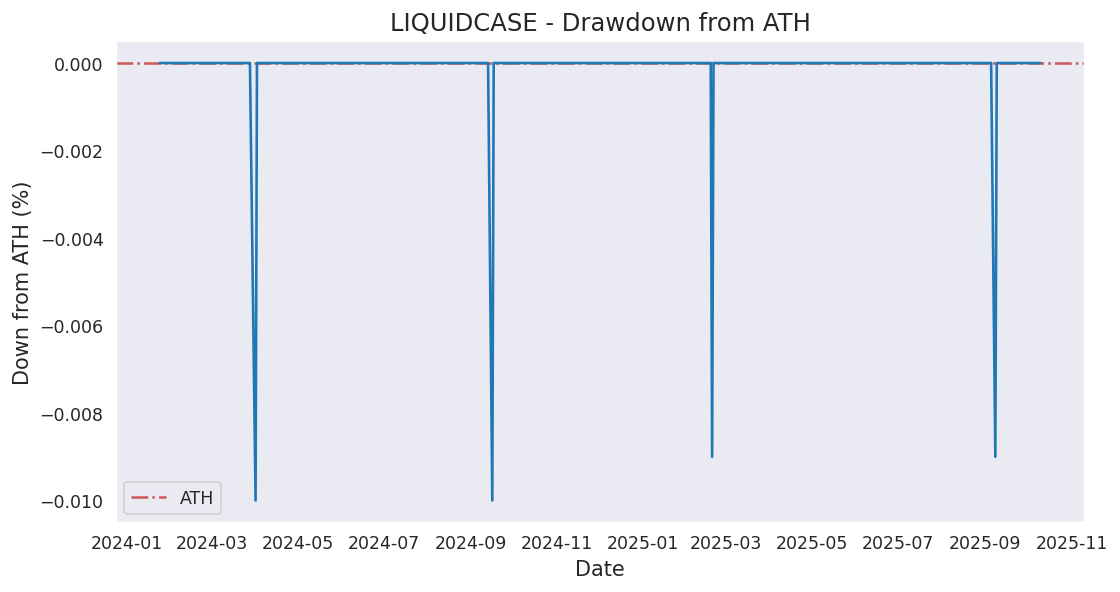 LIQUIDCASE - Drawdown from ATH
Down from ATH (%)
0.000
−0.002
−0.004
−0.006
−0.008
−0.010
ATH
2024-01 2024-03 2024-05 2024-07 2024-09 2024-11 2025-01 2025-03 2025-05 2025-07 2025-09 2025-11
Date